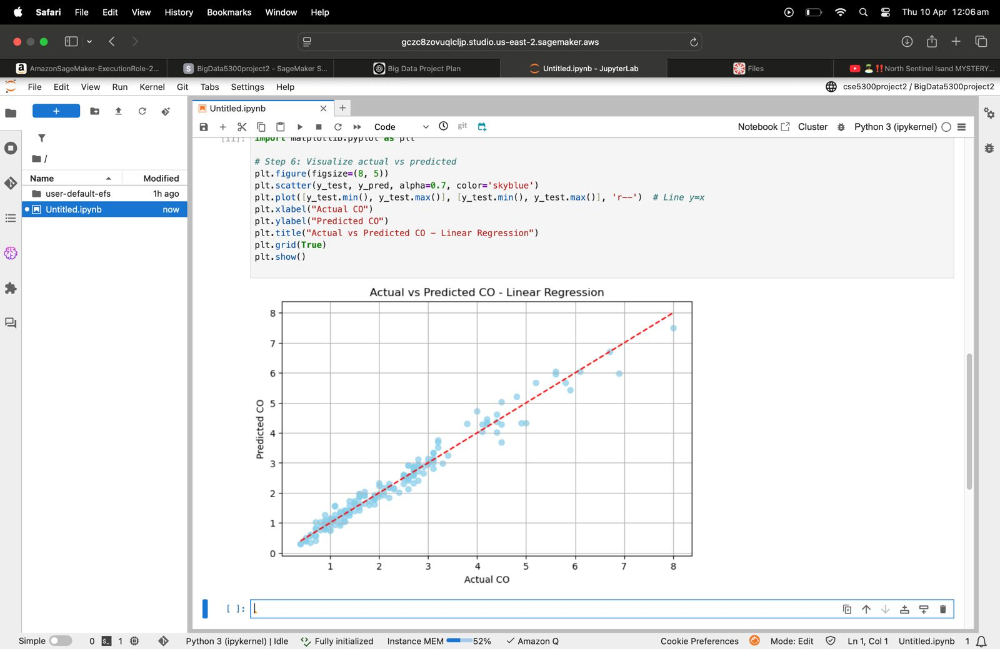 Safari File Edit View History Bookmarks Window Help Thu 10 Apr 12:06 am
gczc8zovuqlcljp.studio.us-east-2.sagemaker.aws
AmazonSageMaker-ExecutionRole-2... BigData5300project2 - SageMaker S... Big Data Project Plan Untitled.ipynb - JupyterLab Files !!North Sentinel Isand MYSTERY...
File Edit View Run Kernel Git Tabs Settings Help cse5300project2 / BigData5300project2
Untitled.ipynb
Code git Notebook Cluster Python 3 (ipykernel)
/
Name Modified
user-default-efs 1h ago
Untitled.ipynb now
[11]: import matplotlib.pyplot as plt
# Step 6: Visualize actual vs predicted
plt.figure(figsize=(8, 5))
plt.scatter(y_test, y_pred, alpha=0.7, color='skyblue')
plt.plot([y_test.min(), y_test.max()], [y_test.min(), y_test.max()], 'r--') # Line y=x
plt.xlabel("Actual CO")
plt.ylabel("Predicted CO")
plt.title("Actual vs Predicted CO - Linear Regression")
plt.grid(True)
plt.show()
Actual vs Predicted CO - Linear Regression
8
7
6
5
4
3
2
1
0
Predicted CO
1 2 3 4 5 6 7 8
Actual CO
[ ]:
Simple 0 1 Python 3 (ipykernel) | Idle Fully initialized Instance MEM 52% Amazon Q Cookie Preferences Mode: Edit Ln 1, Col 1 Untitled.ipynb 1